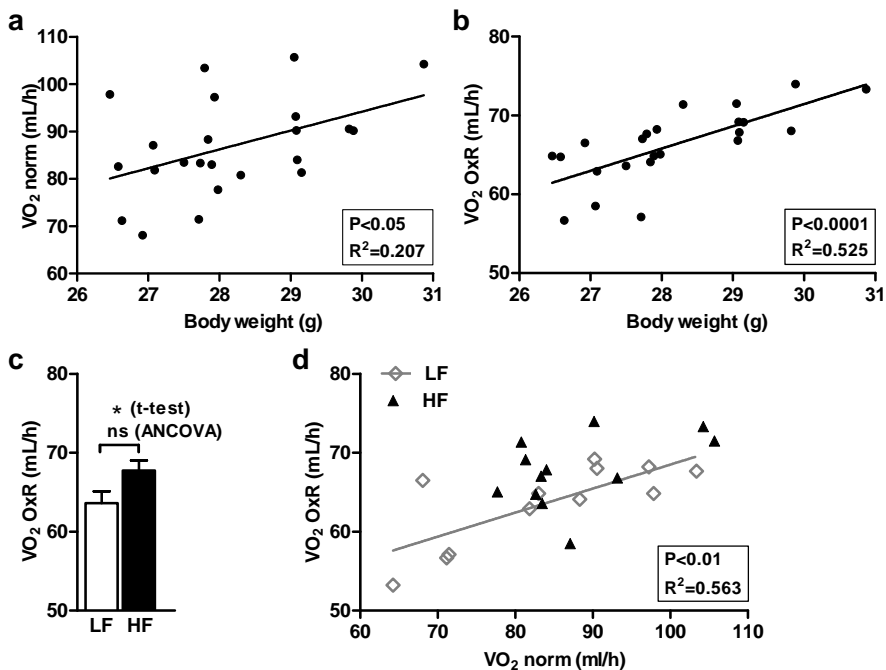 a
VO2 norm (mL/h)
110
100
90
80
70
60
P<0.05
R2=0.207
26 27 28 29 30 31
Body weight (g)
b
VO2 OxR (mL/h)
80
70
60
50
P<0.0001
R2=0.525
26 27 28 29 30 31
Body weight (g)
c
VO2 OxR (mL/h)
80
70
60
50
* (t-test)
ns (ANCOVA)
LF HF
d
LF
HF
VO2 OxR (mL/h)
80
70
60
50
P<0.01
R2=0.563
60 70 80 90 100 110
VO2 norm (ml/h)